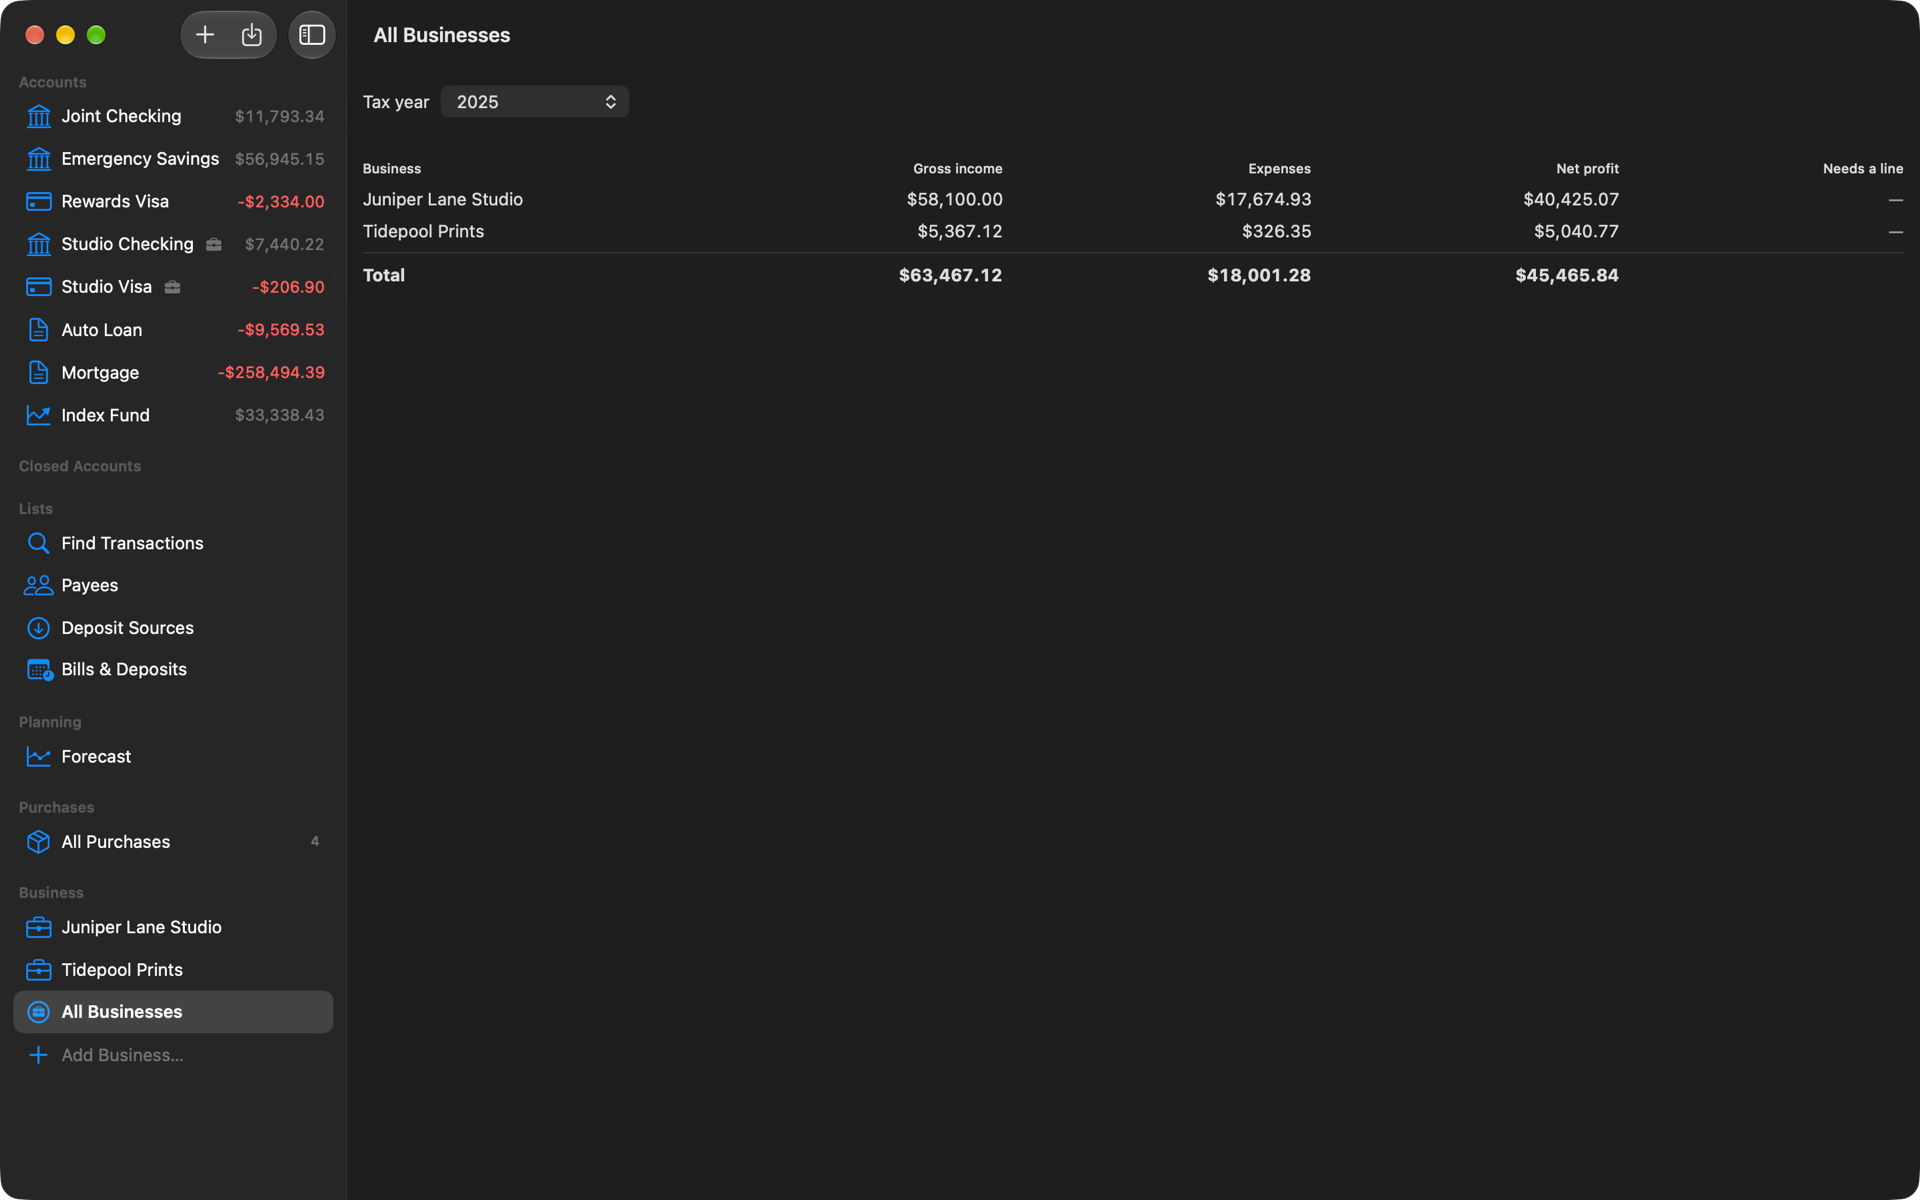 All Businesses
Accounts
Joint Checking $11,793.34
Emergency Savings $56,945.15
Rewards Visa -$2,334.00
Studio Checking $7,440.22
Studio Visa -$206.90
Auto Loan -$9,569.53
Mortgage -$258,494.39
Index Fund $33,338.43
Closed Accounts
Lists
Find Transactions
Payees
Deposit Sources
Bills & Deposits
Planning
Forecast
Purchases
All Purchases 4
Business
Juniper Lane Studio
Tidepool Prints
All Businesses
Add Business...
Tax year 2025
Business Gross income Expenses Net profit Needs a line
Juniper Lane Studio $58,100.00 $17,674.93 $40,425.07 —
Tidepool Prints $5,367.12 $326.35 $5,040.77 —
Total $63,467.12 $18,001.28 $45,465.84